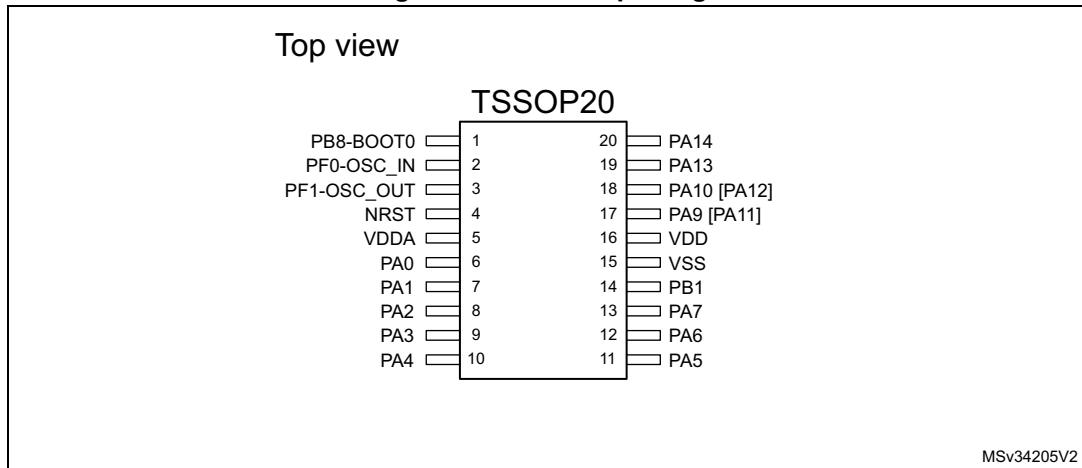 Top view
TSSOP20
PB8-BOOT0 1 20 PA14
PF0-OSC_IN 2 19 PA13
PF1-OSC_OUT 3 18 PA10 [PA12]
NRST 4 17 PA9 [PA11]
VDDA 5 16 VDD
PA0 6 15 VSS
PA1 7 14 PB1
PA2 8 13 PA7
PA3 9 12 PA6
PA4 10 11 PA5
MSv34205V2